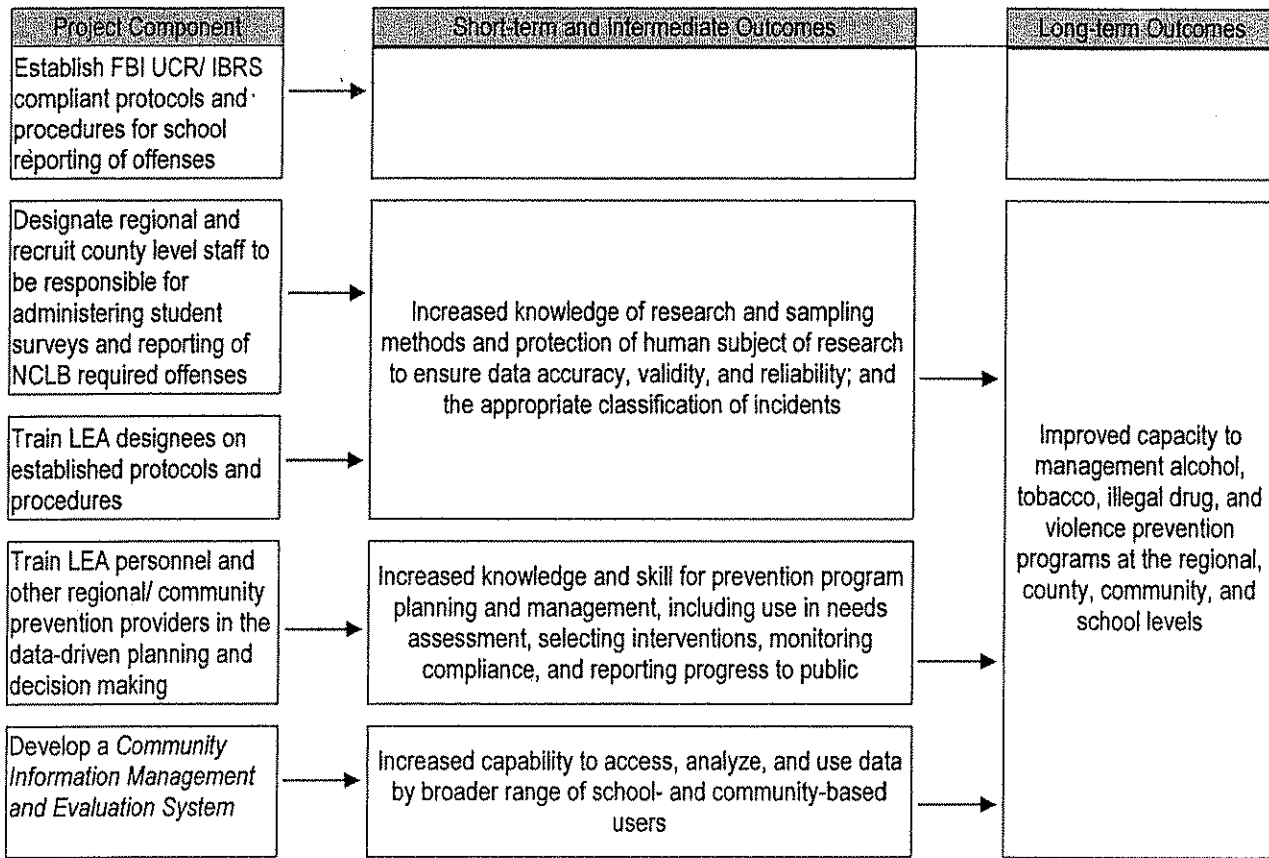 Project Component
Short-term and Intermediate Outcomes
Long-term Outcomes
Establish FBI UCR/ IBRS
compliant protocols and
procedures for school
reporting of offenses
Designate regional and
recruit county level staff to
be responsible for
administering student
surveys and reporting of
NCLB required offenses
Train LEA designees on
established protocols and
procedures
Increased knowledge of research and sampling
methods and protection of human subject of research
to ensure data accuracy, validity, and reliability; and
the appropriate classification of incidents
Train LEA personnel and
other regional/ community
prevention providers in the
data-driven planning and
decision making
Increased knowledge and skill for prevention program
planning and management, including use in needs
assessment, selecting interventions, monitoring
compliance, and reporting progress to public
Develop a Community
Information Management
and Evaluation System
Increased capability to access, analyze, and use data
by broader range of school- and community-based
users
Improved capacity to
management alcohol,
tobacco, illegal drug, and
violence prevention
programs at the regional,
county, community, and
school levels